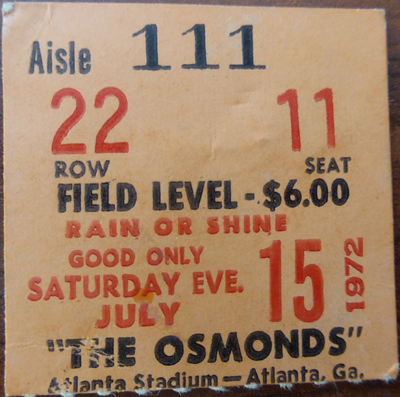 Aisle 111
22 11
ROW SEAT
FIELD LEVEL - $6.00
RAIN OR SHINE
GOOD ONLY
SATURDAY EVE.
JULY 15 1972
"THE OSMONDS"
Atlanta Stadium — Atlanta, Ga.